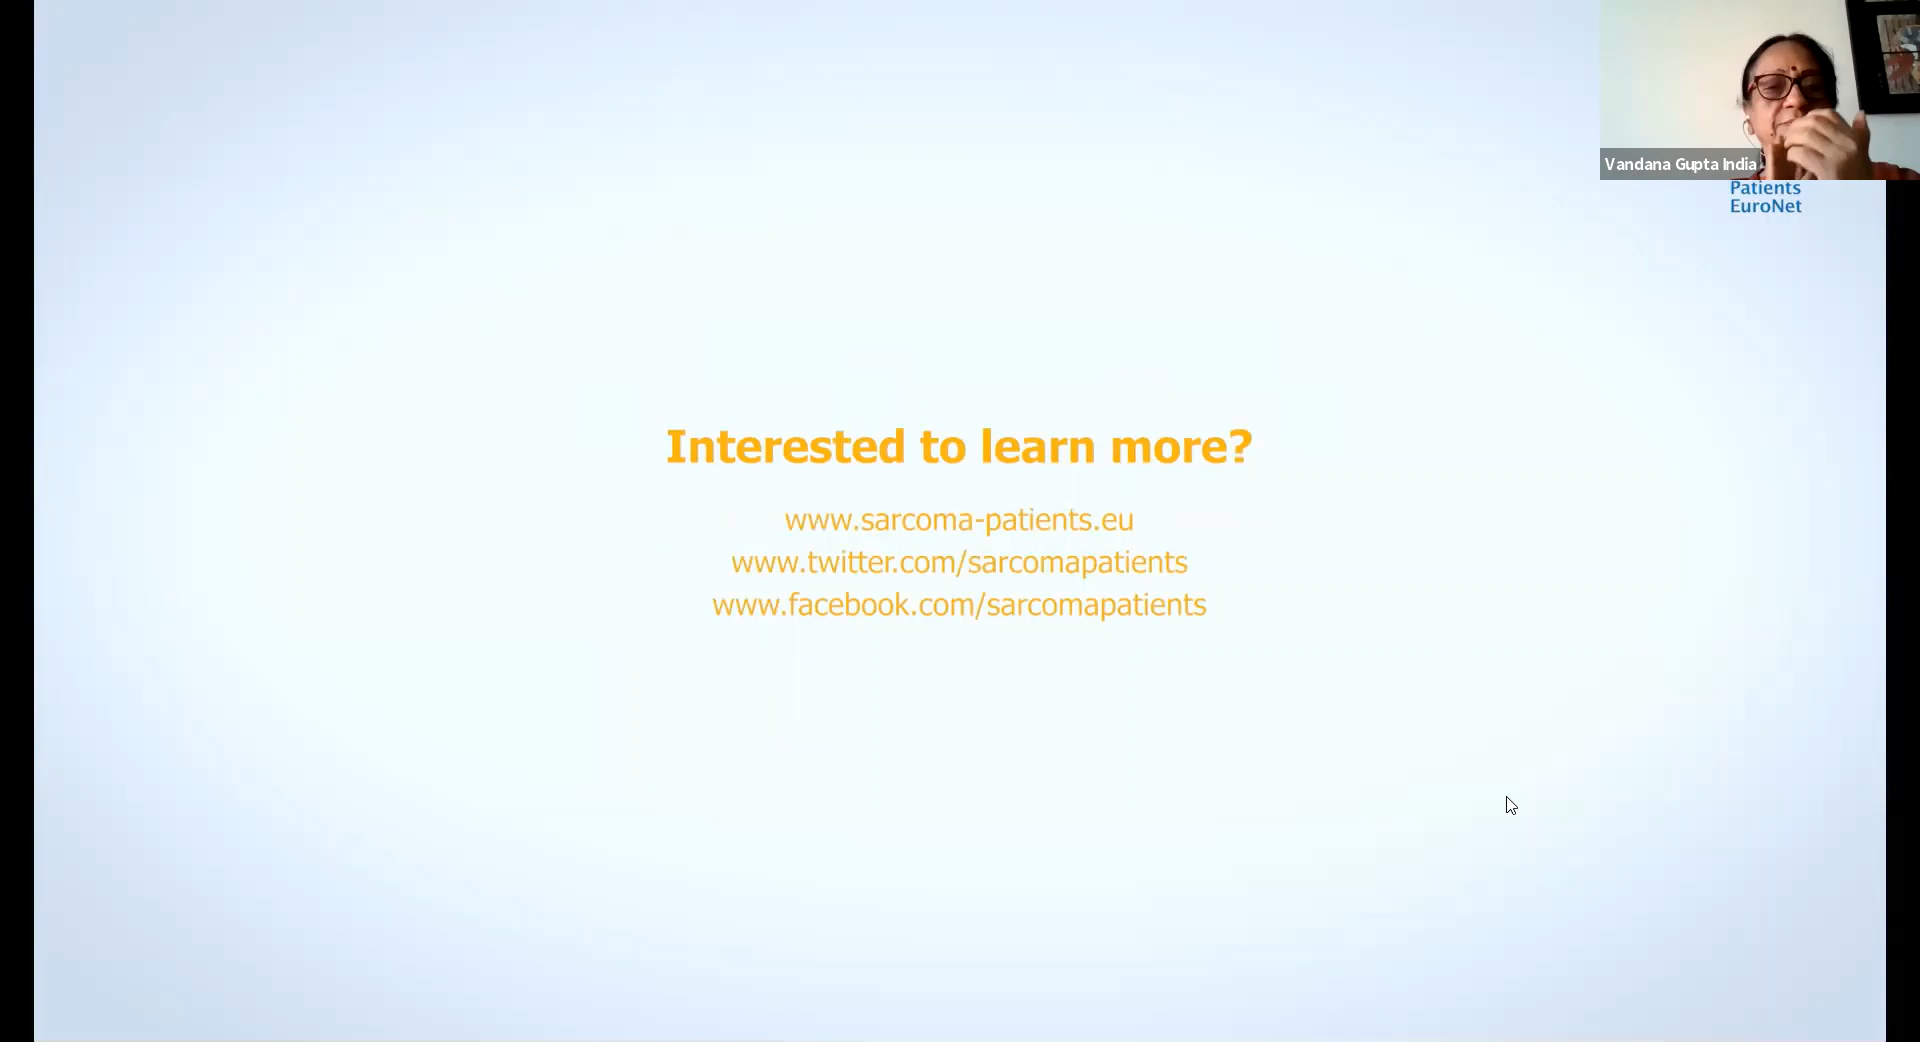 Vandana Gupta India
Patients
EuroNet
Interested to learn more?
www.sarcoma-patients.eu
www.twitter.com/sarcomapatients
www.facebook.com/sarcomapatients